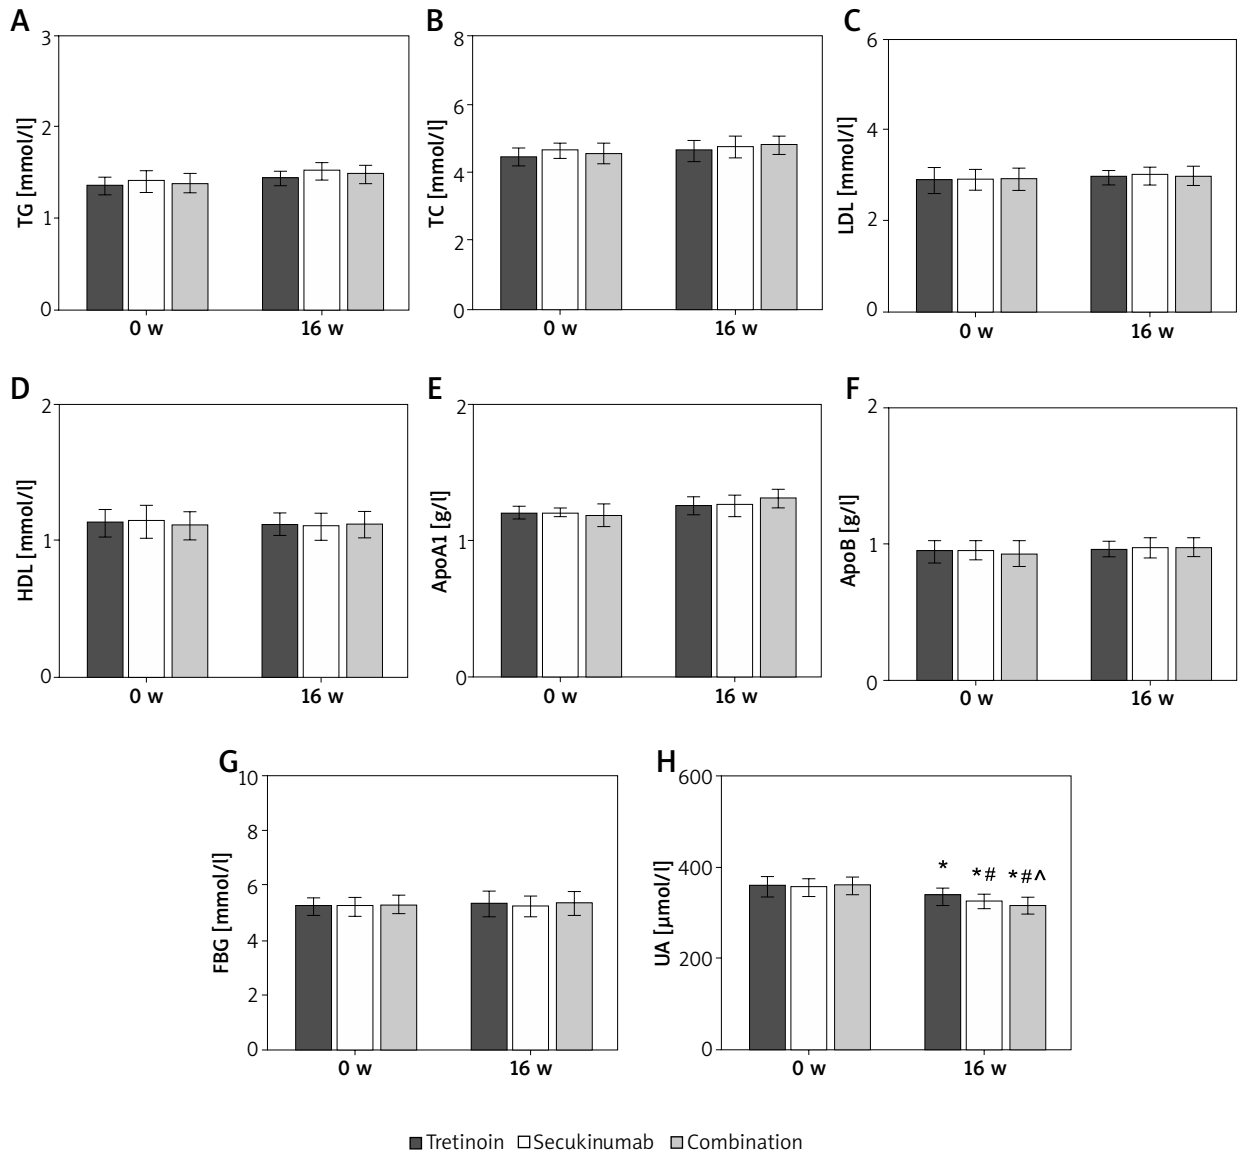 A
TG [mmol/l]
3
2
1
0
0 w
16 w
B
TC [mmol/l]
8
6
4
2
0
0 w
16 w
C
LDL [mmol/l]
6
4
2
0
0 w
16 w
D
HDL [mmol/l]
2
1
0
0 w
16 w
E
ApoA1 [g/l]
2
1
0
0 w
16 w
F
ApoB [g/l]
2
1
0
0 w
16 w
G
FBG [mmol/l]
10
8
6
4
2
0
0 w
16 w
H
UA [µmol/l]
600
400
200
0
*
*#
*#^
0 w
16 w
Tretinoin Secukinumab Combination